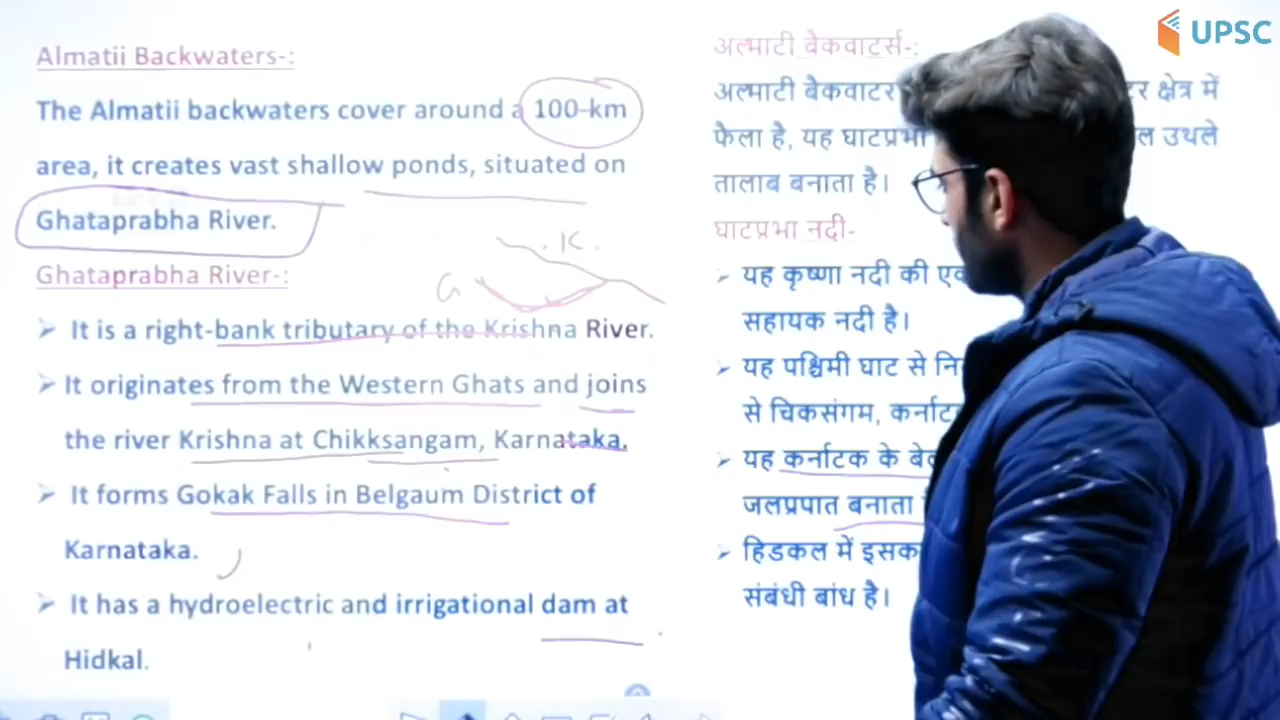 UPSC
Almatii Backwaters-:
The Almatii backwaters cover around a 100-km
area, it creates vast shallow ponds, situated on
Ghataprabha River.
K.
G
Ghataprabha River-:
➤ It is a right-bank tributary of the Krishna River.
➤ It originates from the Western Ghats and joins
the river Krishna at Chikksangam, Karnataka.
➤ It forms Gokak Falls in Belgaum District of
Karnataka.
➤ It has a hydroelectric and irrigational dam at
Hidkal.
अल्माटी बैकवाटर्स-:
अल्माटी बैकवाटर क्षेत्र में
फैला है, यह घाटप्रभा उथले
तालाब बनाता है।
घाटप्रभा नदी-
➤ यह कृष्णा नदी की
सहायक नदी है।
➤ यह पश्चिमी घाट से
से चिकसंगम,
➤ यह कर्नाटक के
जलप्रपात बनाता
➤ हिडकल में
संबंधी बांध है।